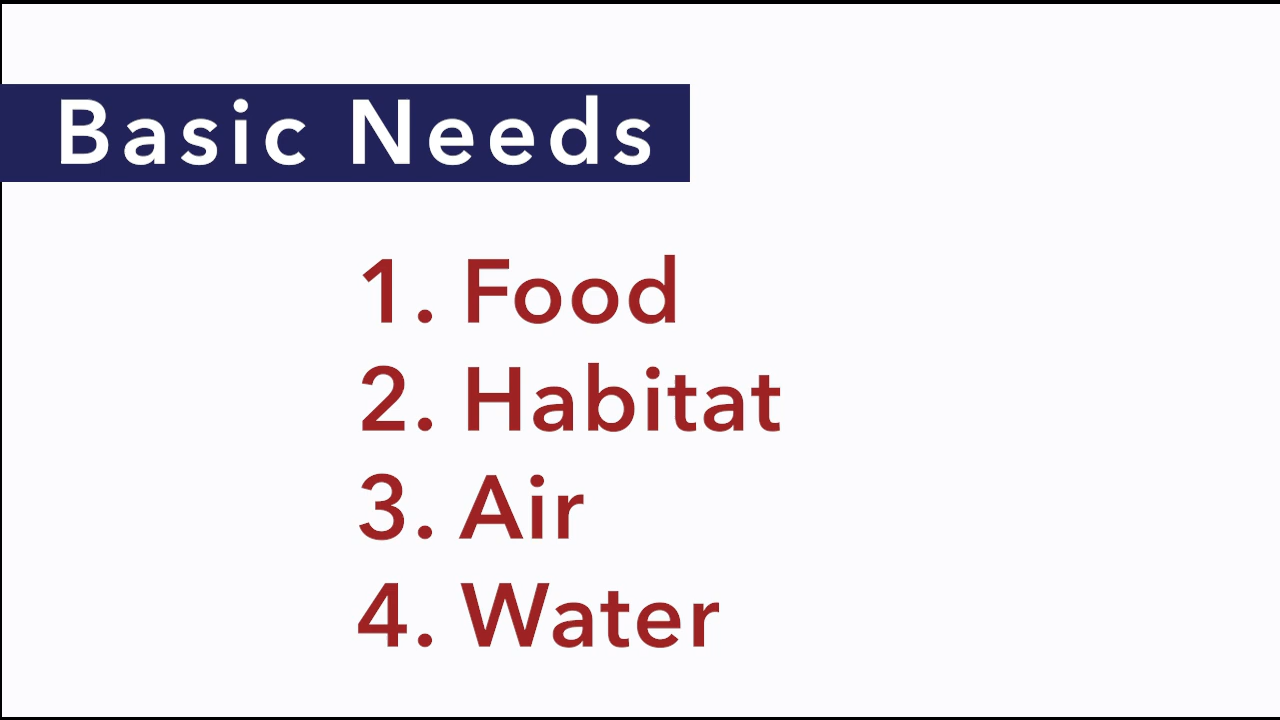 Basic Needs
1. Food
2. Habitat
3. Air
4. Water